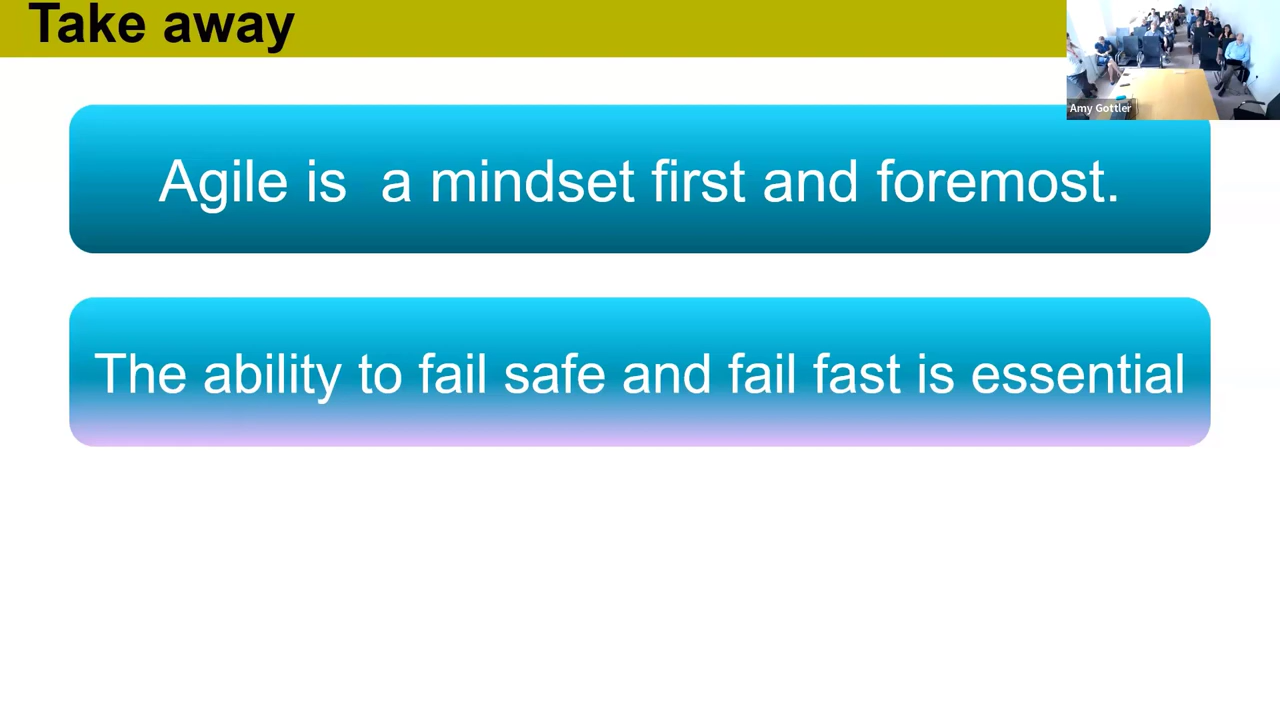 Take away
Amy Gottler
Agile is  a mindset first and foremost.
The ability to fail safe and fail fast is essential